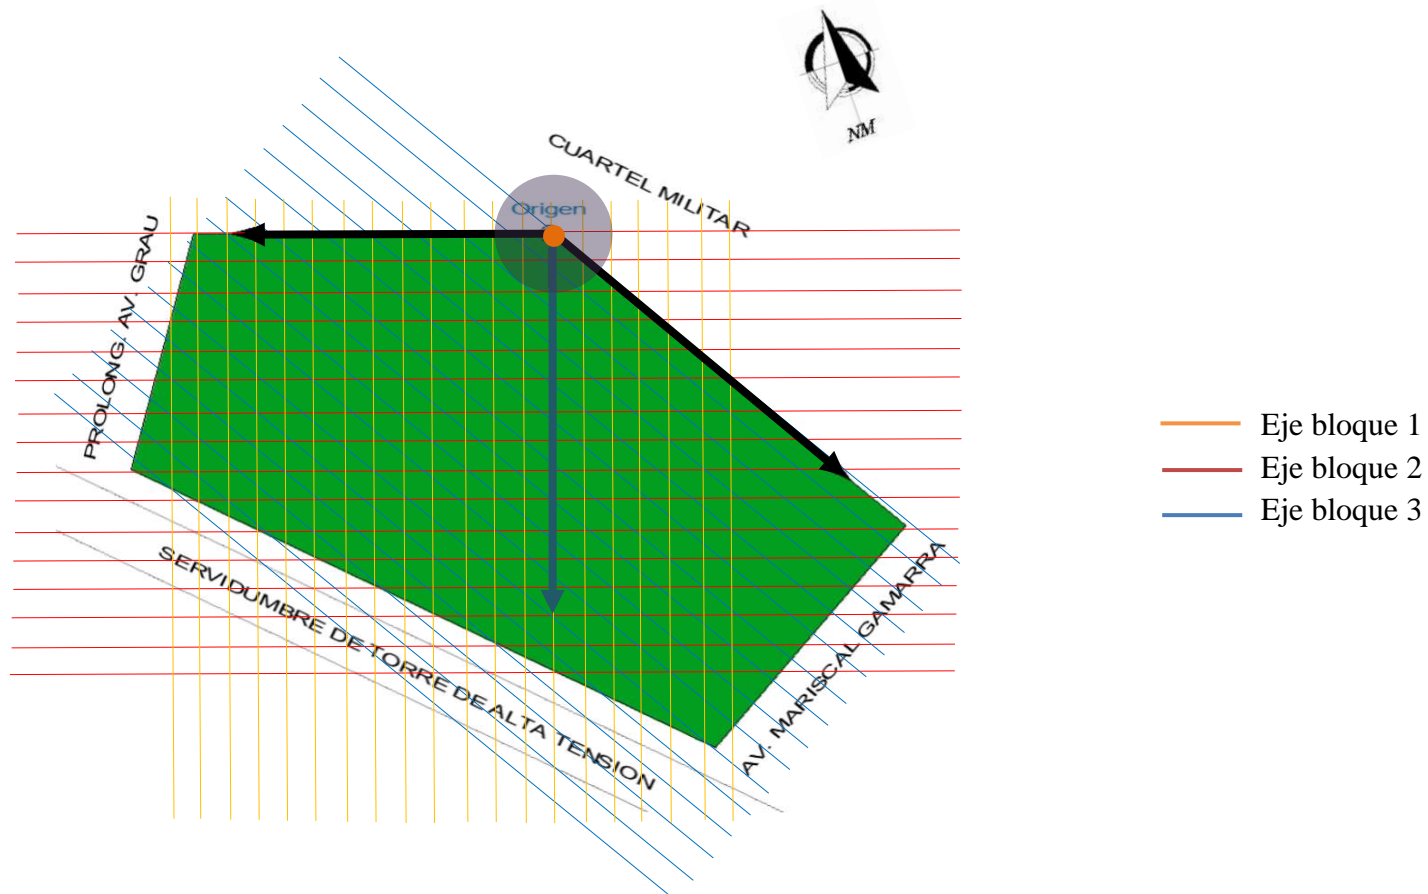 NM
CUARTEL MILITAR
Origen
PROLONG. AV. GRAU
SERVIDUMBRE DE TORRE DE ALTA TENSION
AV. MARISCAL GAMARRA
Eje bloque 1
Eje bloque 2
Eje bloque 3